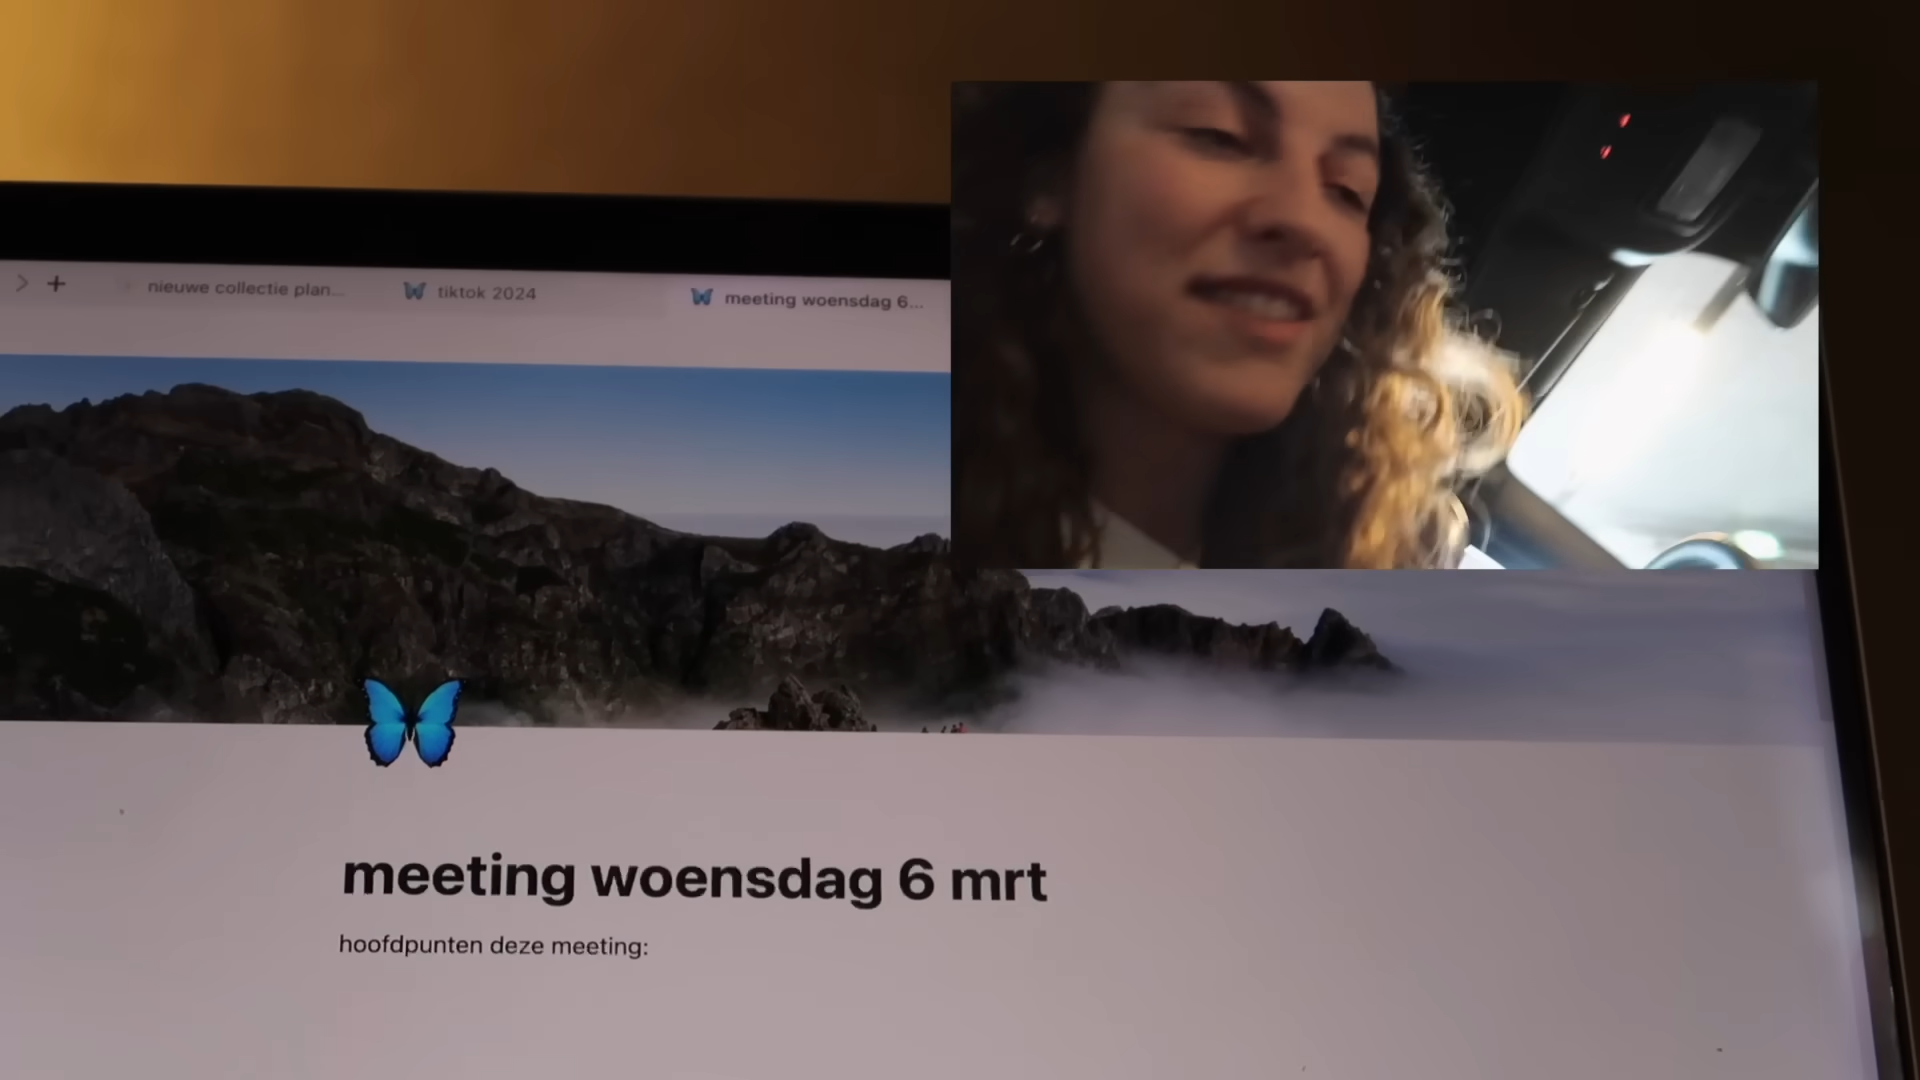 nieuwe collectie plan...
tiktok 2024
meeting woensdag 6...
meeting woensdag 6 mrt
hoofdpunten deze meeting: